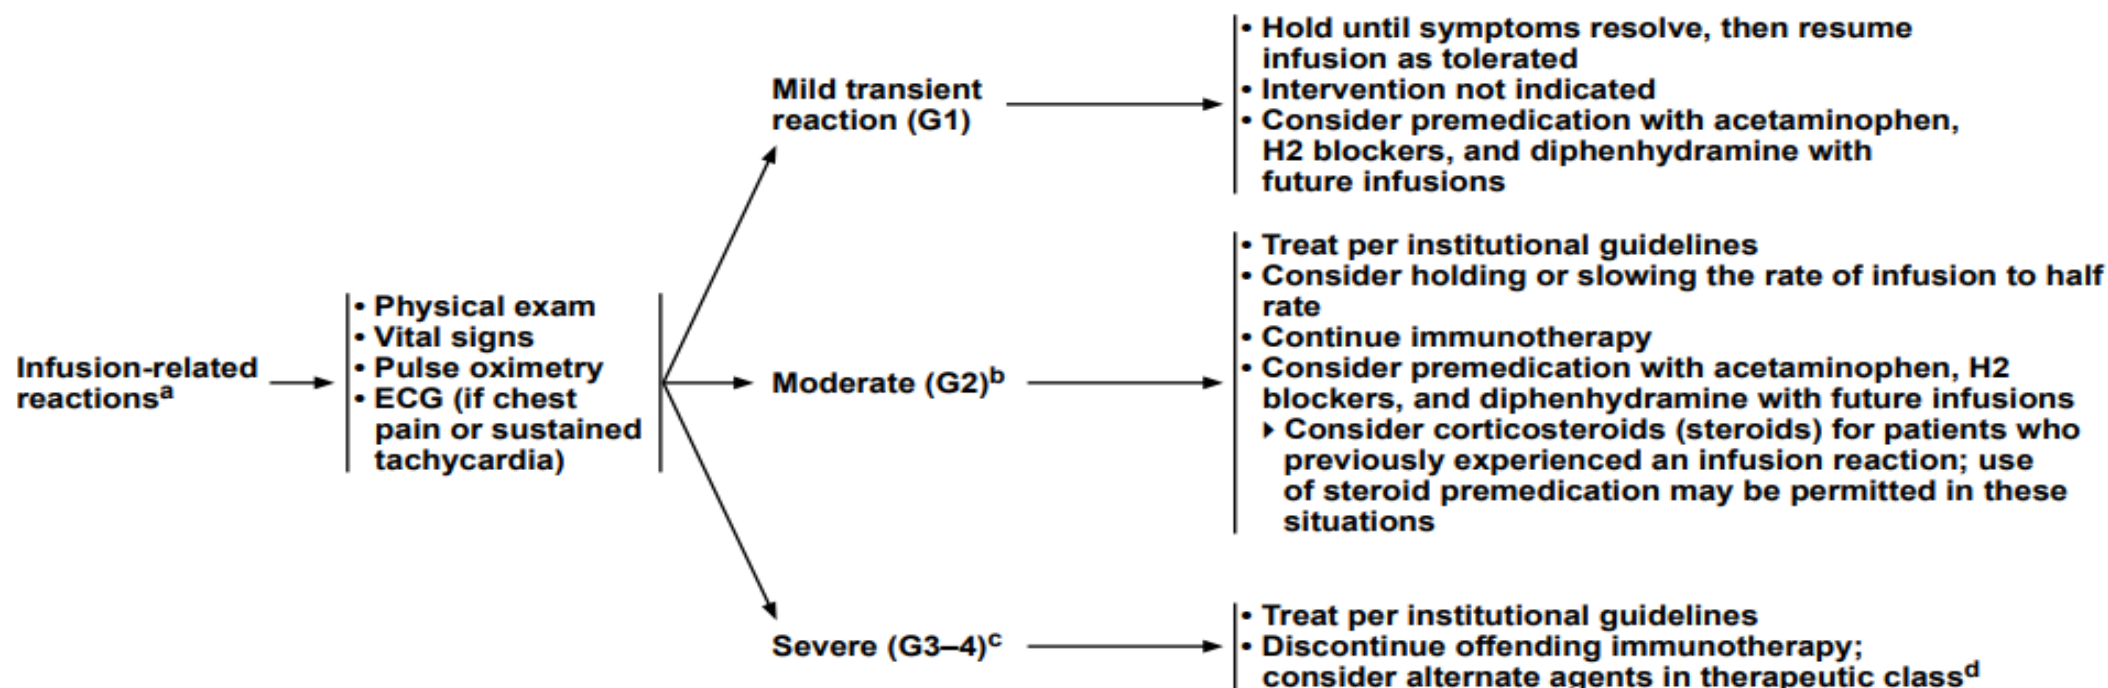 Infusion-related
reactionsᵃ
• Physical exam
• Vital signs
• Pulse oximetry
• ECG (if chest
pain or sustained
tachycardia)
Mild transient
reaction (G1)
• Hold until symptoms resolve, then resume
infusion as tolerated
• Intervention not indicated
• Consider premedication with acetaminophen,
H2 blockers, and diphenhydramine with
future infusions
Moderate (G2)ᵇ
• Treat per institutional guidelines
• Consider holding or slowing the rate of infusion to half
rate
• Continue immunotherapy
• Consider premedication with acetaminophen, H2
blockers, and diphenhydramine with future infusions
‣ Consider corticosteroids (steroids) for patients who
previously experienced an infusion reaction; use
of steroid premedication may be permitted in these
situations
Severe (G3–4)ᶜ
• Treat per institutional guidelines
• Discontinue offending immunotherapy;
consider alternate agents in therapeutic classᵈ